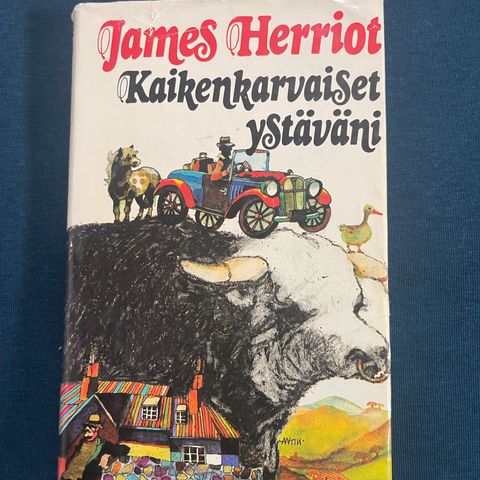 James Herriot
Kaikenkarvaiset
ystäväni